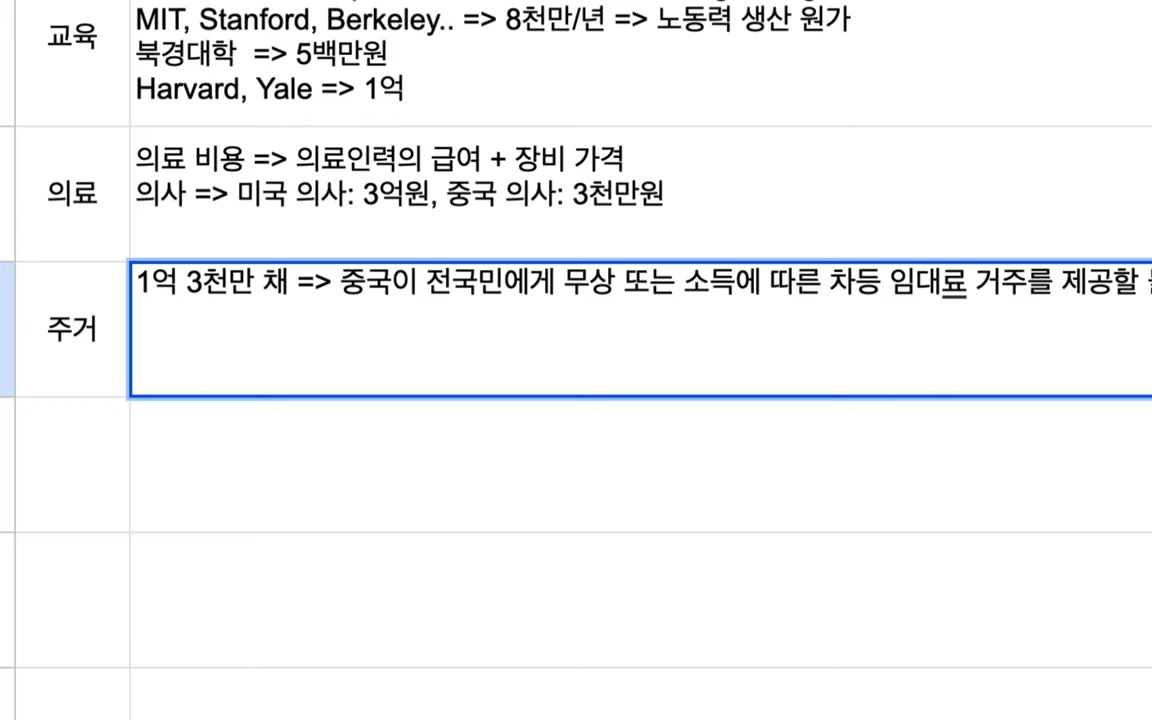 교육
MIT, Stanford, Berkeley.. => 8천만/년 => 노동력 생산 원가
북경대학 => 5백만원
Harvard, Yale => 1억
의료
의료 비용 => 의료인력의 급여 + 장비 가격
의사 => 미국 의사: 3억원, 중국 의사: 3천만원
주거
1억 3천만 채 => 중국이 전국민에게 무상 또는 소득에 따른 차등 임대료 거주를 제공할